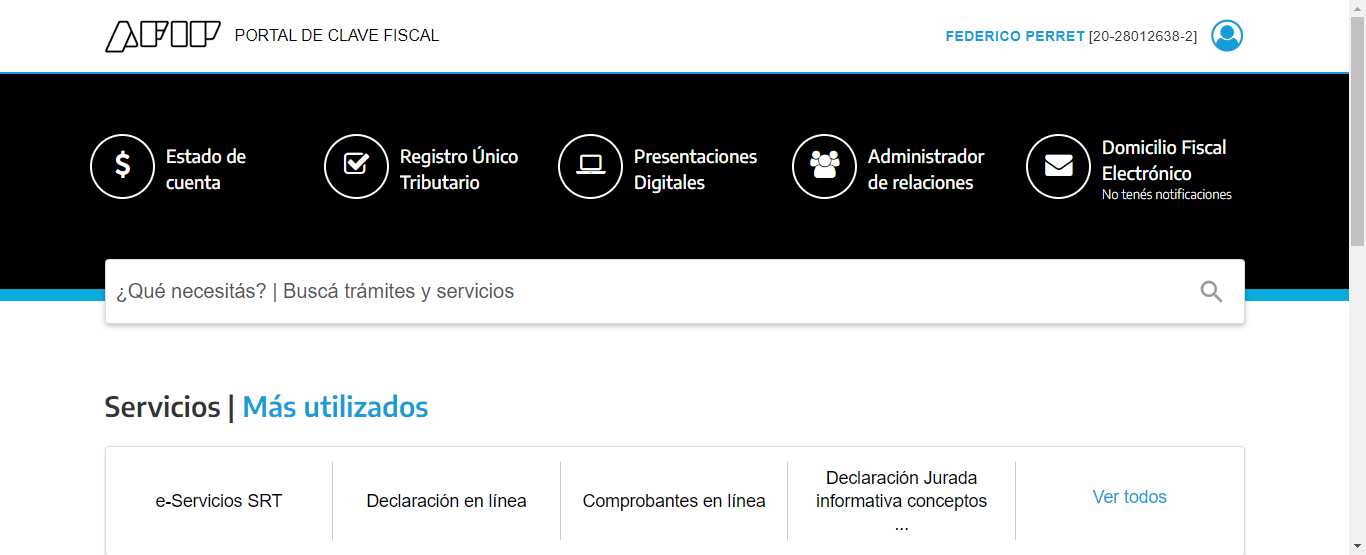 AFIP PORTAL DE CLAVE FISCAL
FEDERICO PERRET [20-28012638-2]
$
Estado de
cuenta
Registro Único
Tributario
Presentaciones
Digitales
Administrador
de relaciones
Domicilio Fiscal
Electrónico
No tenés notificaciones
¿Qué necesitás? | Buscá trámites y servicios
Servicios | Más utilizados
e-Servicios SRT
Declaración en línea
Comprobantes en línea
Declaración Jurada
informativa conceptos
...
Ver todos